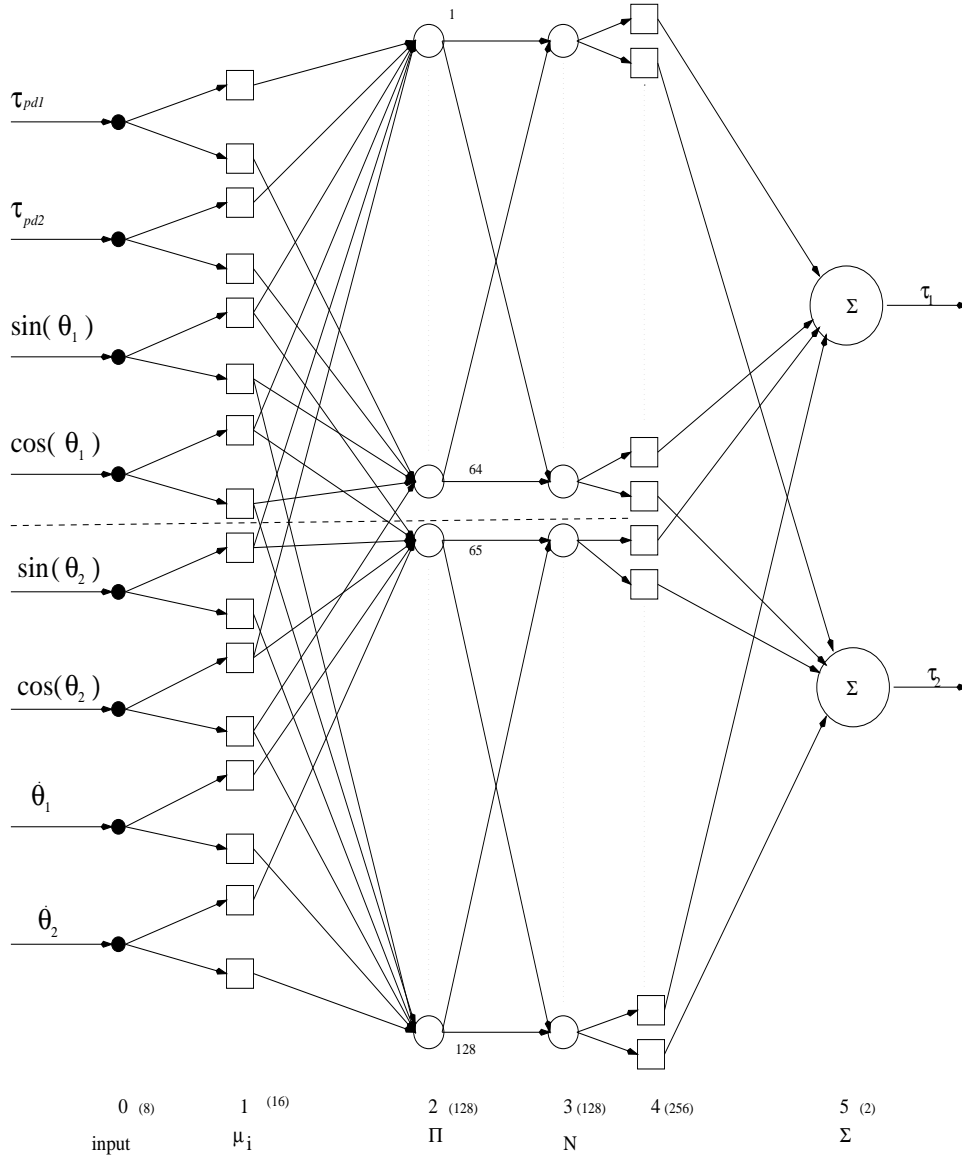 1
τpd1
τpd2
sin( θ1)
τ1
Σ
cos( θ1)
64
65
sin( θ2)
cos(θ2 )
Σ
τ2
θ̇1
θ̇2
128
0 (8) 1 (16) 2 (128) 3 (128) 4 (256) 5 (2)
input μi Π N Σ